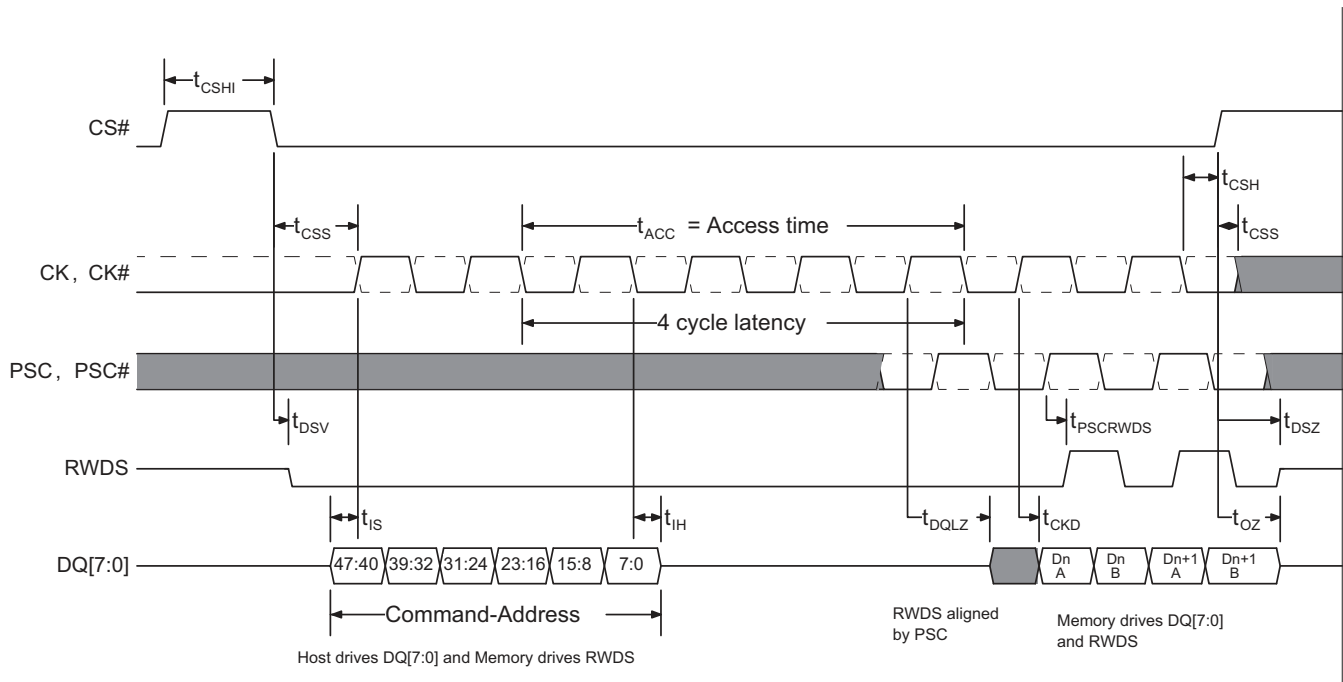 tCSHI
CS#
tCSH
tCSS
tACC = Access time
tCSS
CK, CK#
4 cycle latency
PSC, PSC#
tDSV
tPSCRWDS
tDSZ
RWDS
tIS
tIH
tDQLZ
tCKD
tOZ
DQ[7:0]
47:40 39:32 31:24 23:16 15:8 7:0
Dn A
Dn B
Dn+1 A
Dn+1 B
Command-Address
Host drives DQ[7:0] and Memory drives RWDS
RWDS aligned
by PSC
Memory drives DQ[7:0]
and RWDS